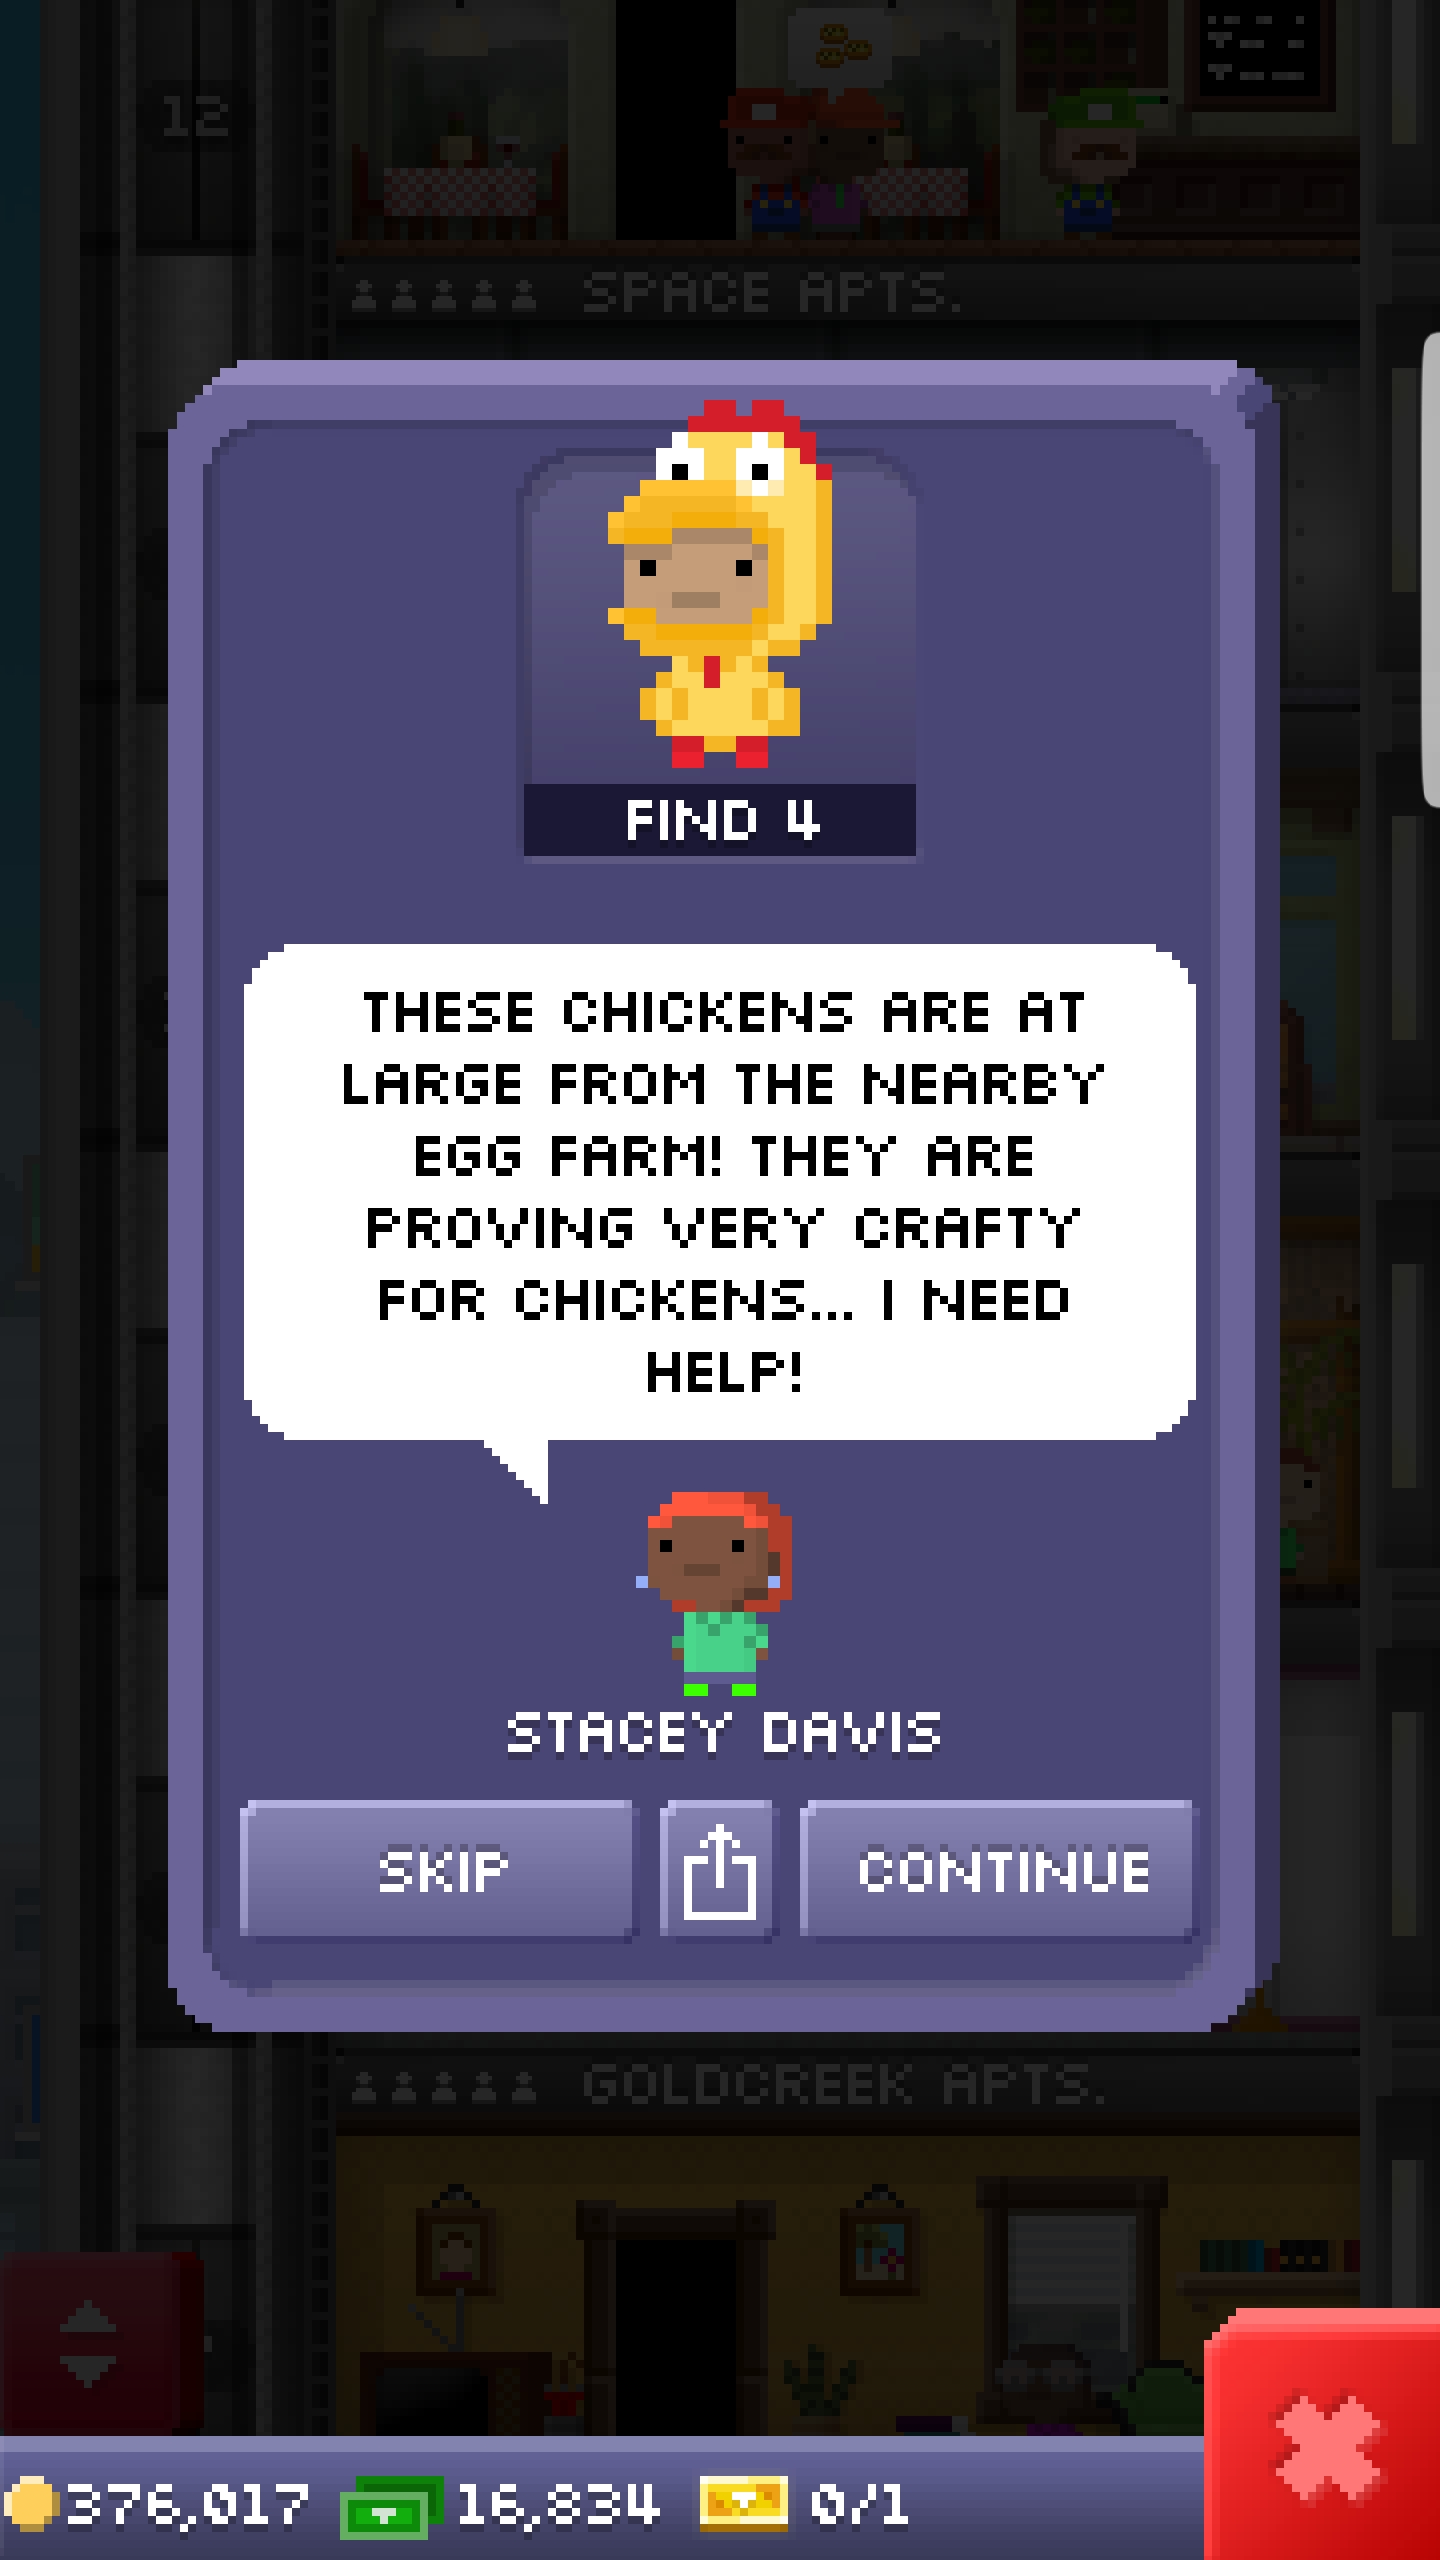 12
SPACE APTS.
FIND 4
THESE CHICKENS ARE AT
LARGE FROM THE NEARBY
EGG FARM! THEY ARE
PROVING VERY CRAFTY
FOR CHICKENS... I NEED
HELP!
STACEY DAVIS
SKIP
CONTINUE
GOLDCREEK APTS.
376,017
16,834
0/1